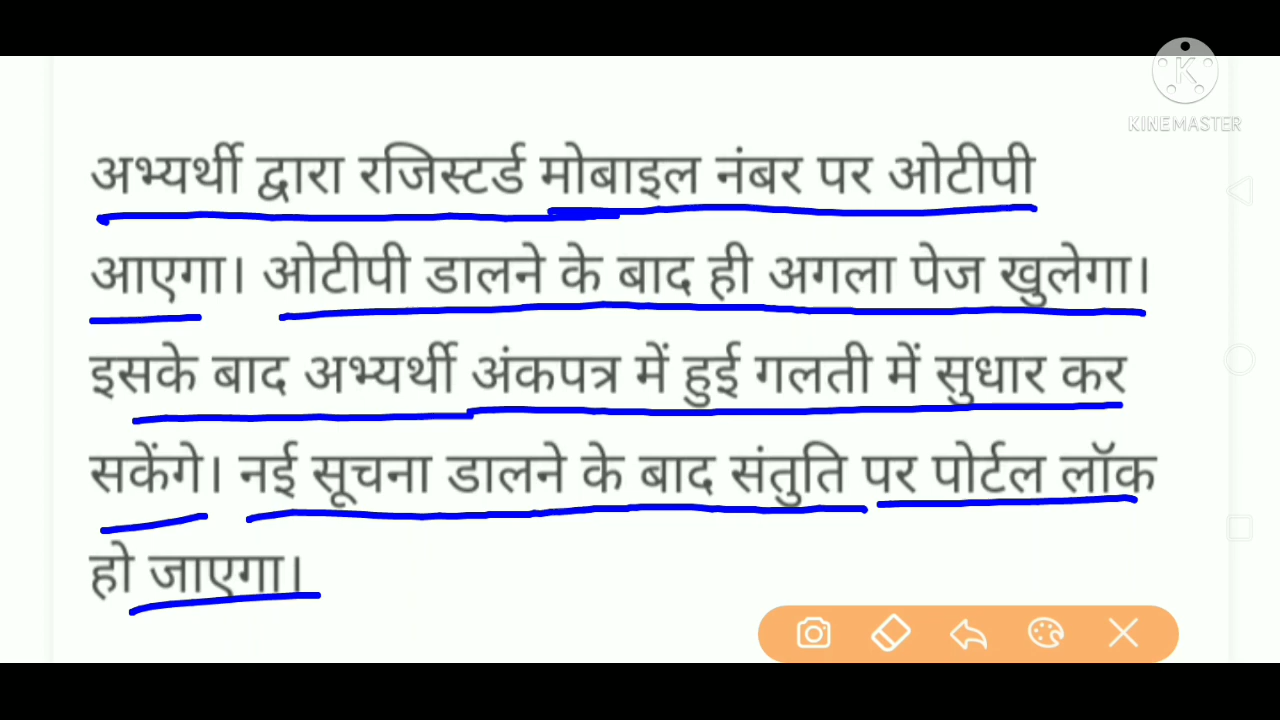 KINEMASTER
अभ्यर्थी द्वारा रजिस्टर्ड मोबाइल नंबर पर ओटीपी
आएगा। ओटीपी डालने के बाद ही अगला पेज खुलेगा।
इसके बाद अभ्यर्थी अंकपत्र में हुई गलती में सुधार कर
सकेंगे। नई सूचना डालने के बाद संतुति पर पोर्टल लॉक
हो जाएगा।